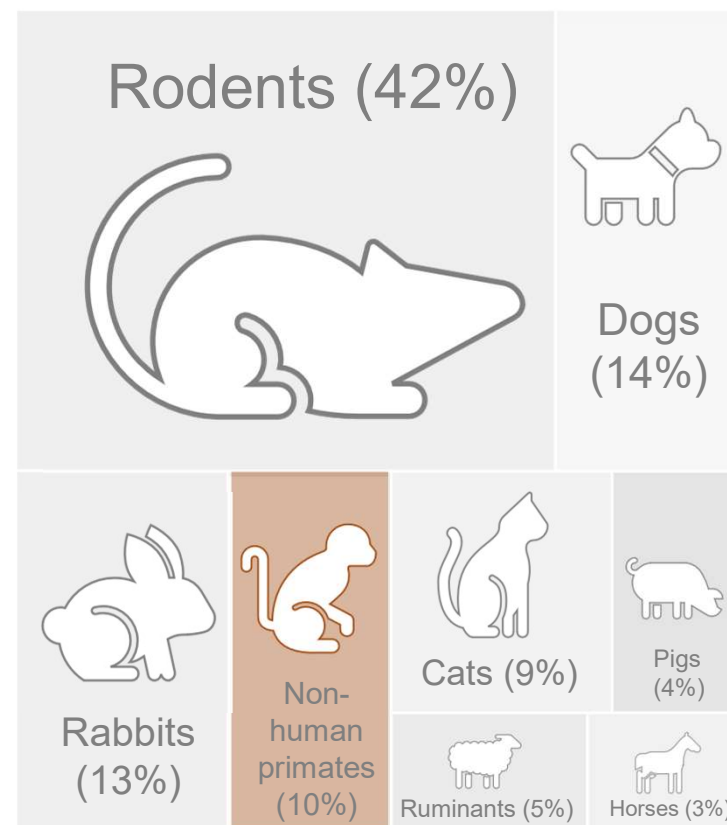 Rodents (42%)
Dogs
(14%)
Rabbits
(13%)
Non-
human
primates
(10%)
Cats (9%)
Pigs
(4%)
Ruminants (5%)
Horses (3%)